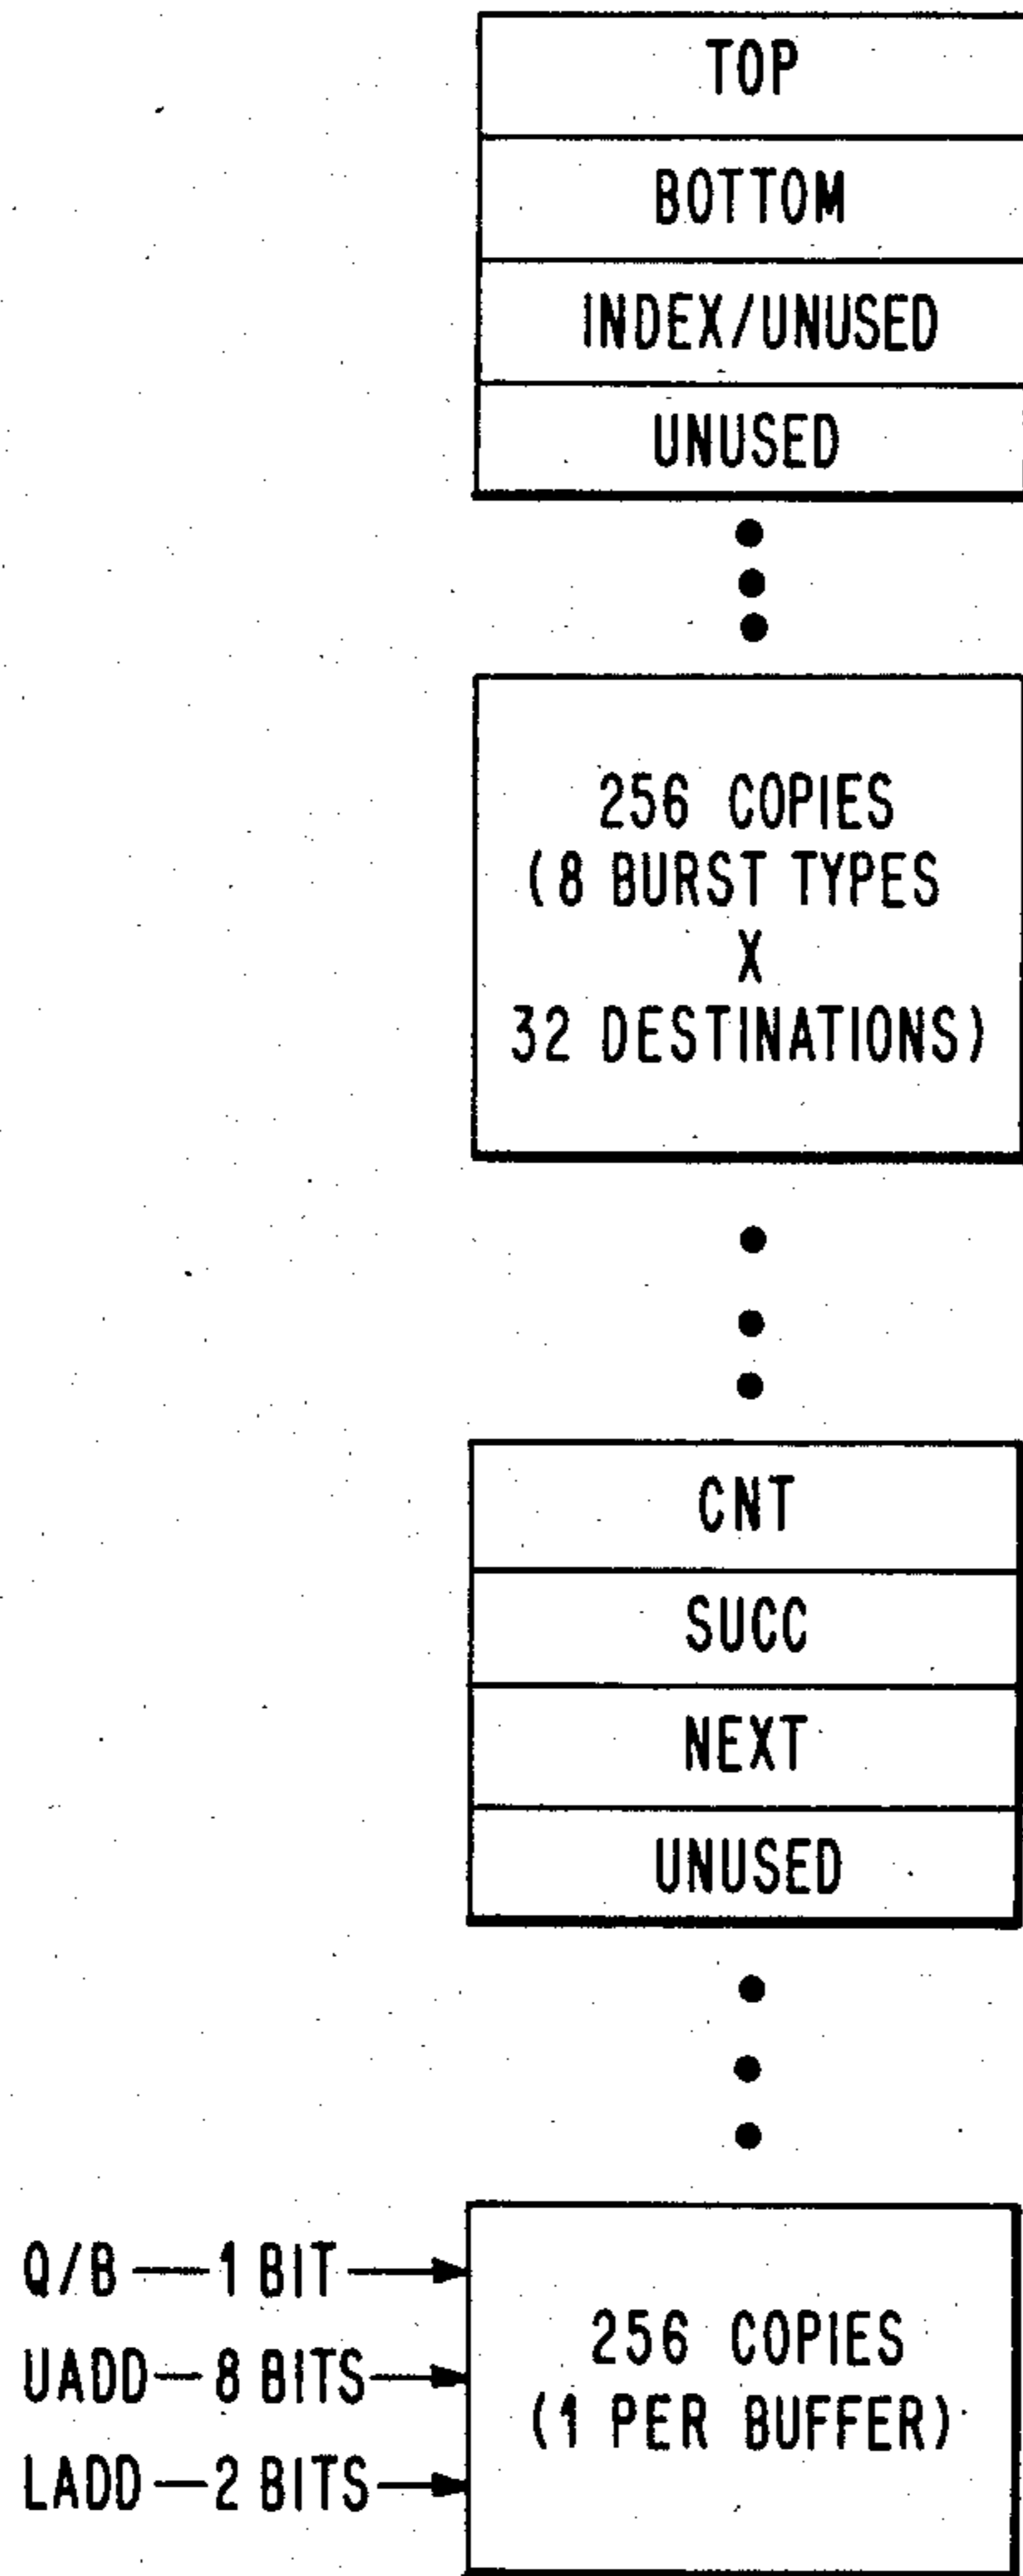 TOP
BOTTOM
INDEX/UNUSED
UNUSED
256 COPIES
(8 BURST TYPES
X
32 DESTINATIONS)
CNT
SUCC
NEXT
UNUSED
Q/B — 1 BIT
UADD — 8 BITS
LADD — 2 BITS
256 COPIES
(1 PER BUFFER)